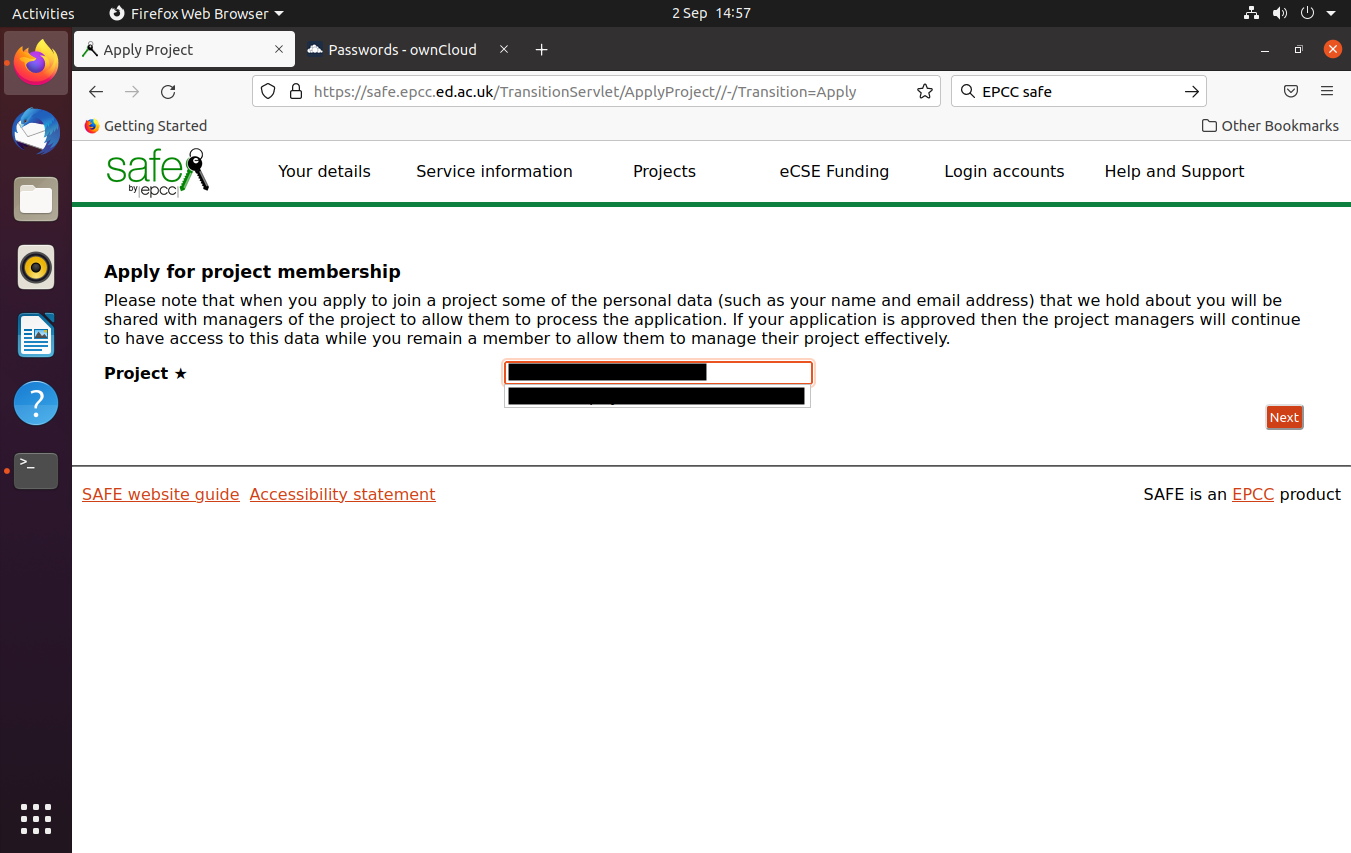 Activities Firefox Web Browser 2 Sep 14:57
Apply Project Passwords - ownCloud
https://safe.epcc.ed.ac.uk/TransitionServlet/ApplyProject//-/Transition=Apply EPCC safe
Getting Started Other Bookmarks
safe
by |epcc|
Your details Service information Projects eCSE Funding Login accounts Help and Support
Apply for project membership
Please note that when you apply to join a project some of the personal data (such as your name and email address) that we hold about you will be
shared with managers of the project to allow them to process the application. If your application is approved then the project managers will continue
to have access to this data while you remain a member to allow them to manage their project effectively.
Project ★
Next
SAFE website guide Accessibility statement SAFE is an EPCC product